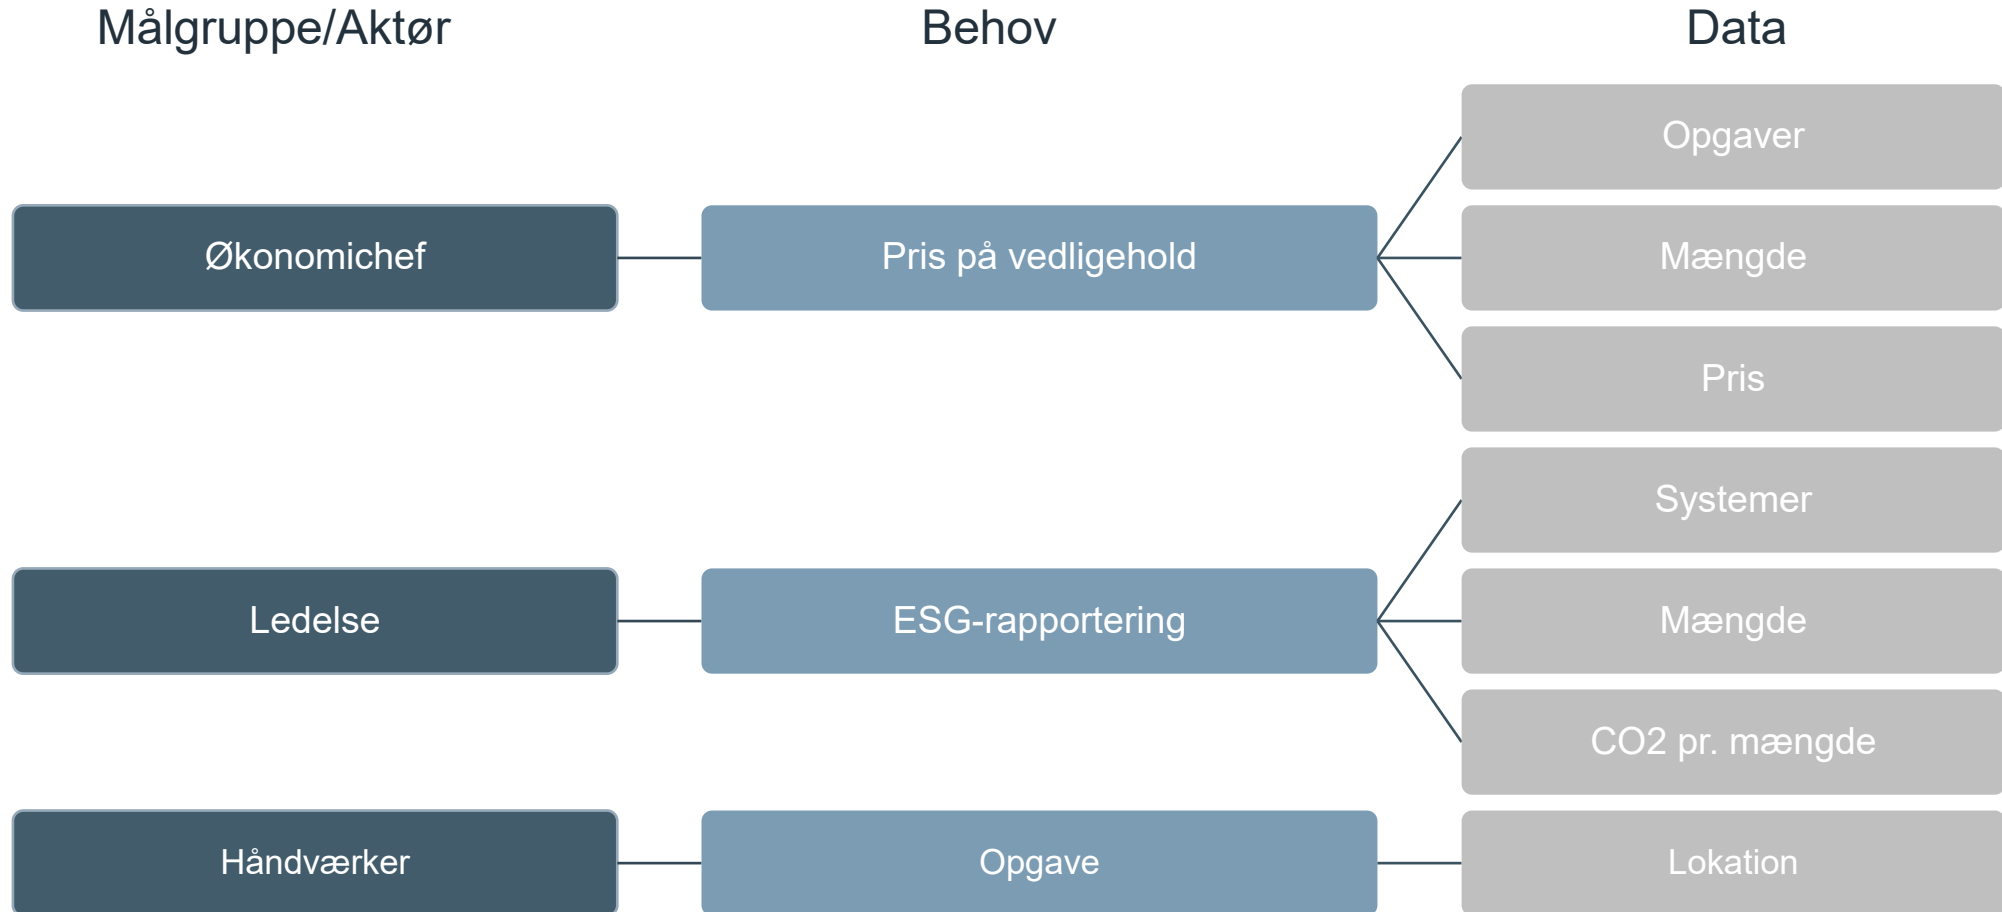 Målgruppe/Aktør
Behov
Data
Opgaver
Økonomichef
Pris på vedligehold
Mængde
Pris
Systemer
Ledelse
ESG-rapportering
Mængde
CO2 pr. mængde
Håndværker
Opgave
Lokation